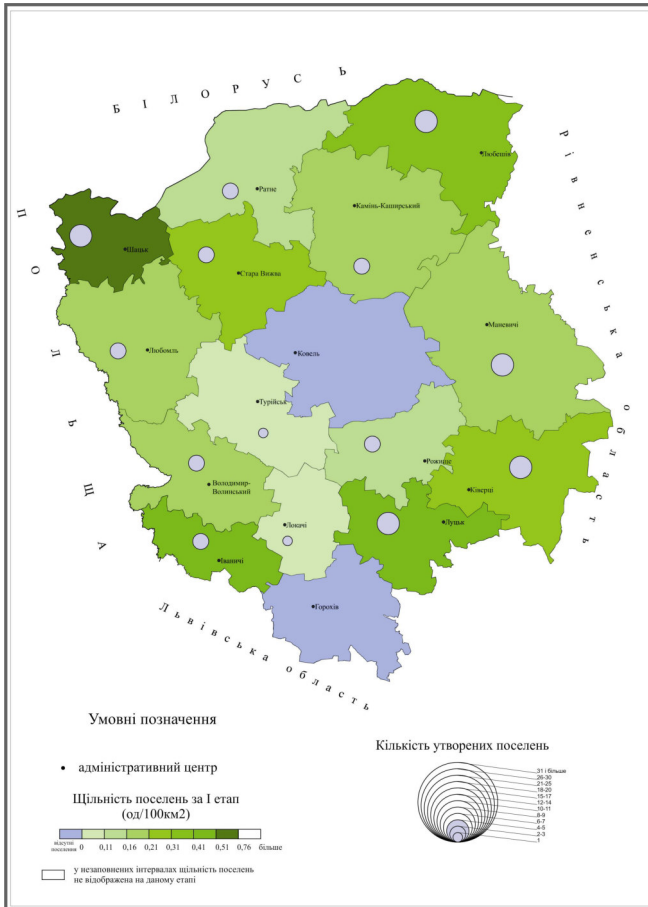 Б І Л О Р У С Ь
Р і в н е н с ь к а о б л а с т ь
П О Л Ь Щ А
Любешів
Ратне
Камінь-Каширський
Шацьк
Стара Вижва
Маневичі
Любомль
Ковель
Турійськ
Рожище
Володимир-
Волинський
Ківерці
Локачі
Луцьк
Іваничі
Горохів
Л ь в і в с ь к а о б л а с т ь
Умовні позначення
• адміністративний центр
Щільність поселень за І етап
(од/100км2)
відсутні
поселення
0 0,11 0,16 0,21 0,31 0,41 0,51 0,76 більше
у незаповнених інтервалах щільність поселень
не відображена на даному етапі
Кількість утворених поселень
31 і більше
26-30
21-25
18-20
15-17
12-14
10-11
8-9
6-7
4-5
2-3
1